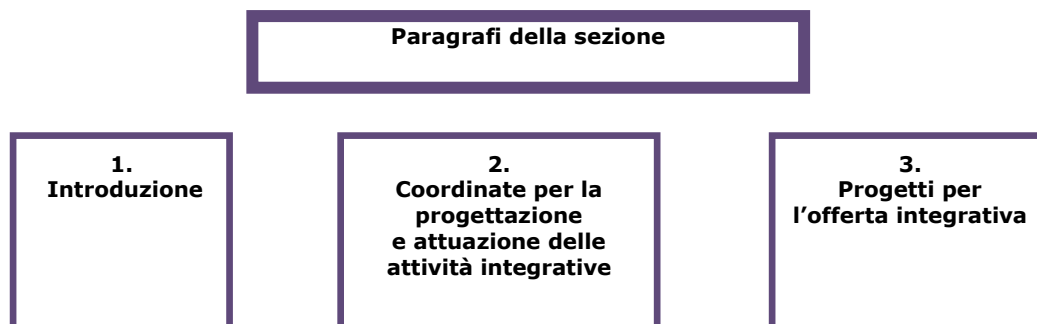 Paragrafi della sezione
1.
Introduzione
2.
Coordinate per la
progettazione
e attuazione delle
attività integrative
3.
Progetti per
l’offerta integrativa